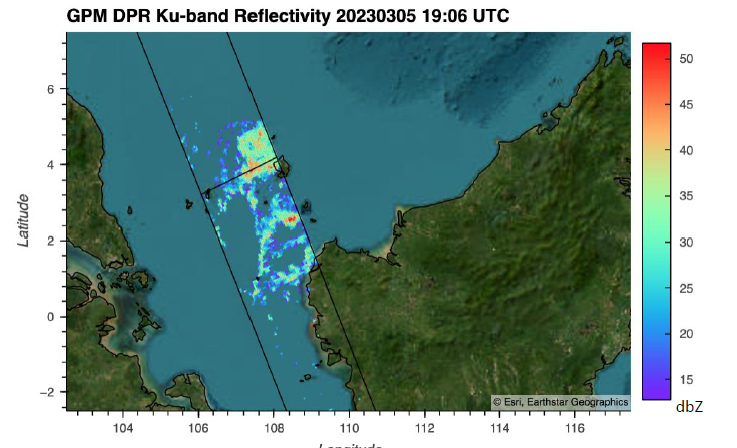 GPM DPR Ku-band Reflectivity 20230305 19:06 UTC
50
45
40
35
30
25
20
15
dbZ
Latitude
6
4
2
0
−2
© Esri, Earthstar Geographics
104 106 108 110 112 114 116